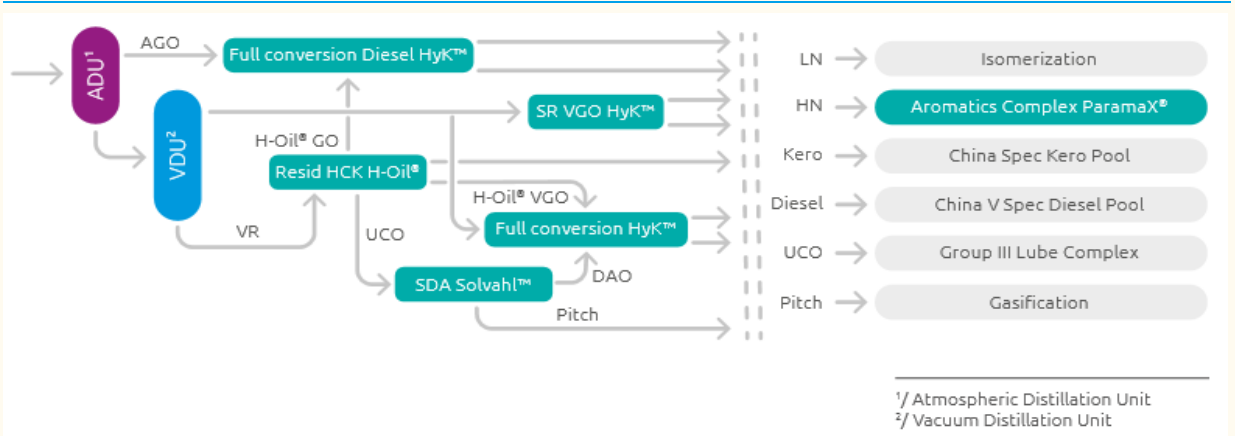 AGO
ADU¹
Full conversion Diesel HyK™
LN
Isomerization
VDU²
SR VGO HyK™
HN
Aromatics Complex ParamaX®
H-Oil® GO
Resid HCK H-Oil®
Kero
China Spec Kero Pool
H-Oil® VGO
Diesel
China V Spec Diesel Pool
VR
UCO
Full conversion HyK™
UCO
Group III Lube Complex
SDA Solvahl™
DAO
Pitch
Pitch
Gasification
¹/ Atmospheric Distillation Unit
²/ Vacuum Distillation Unit